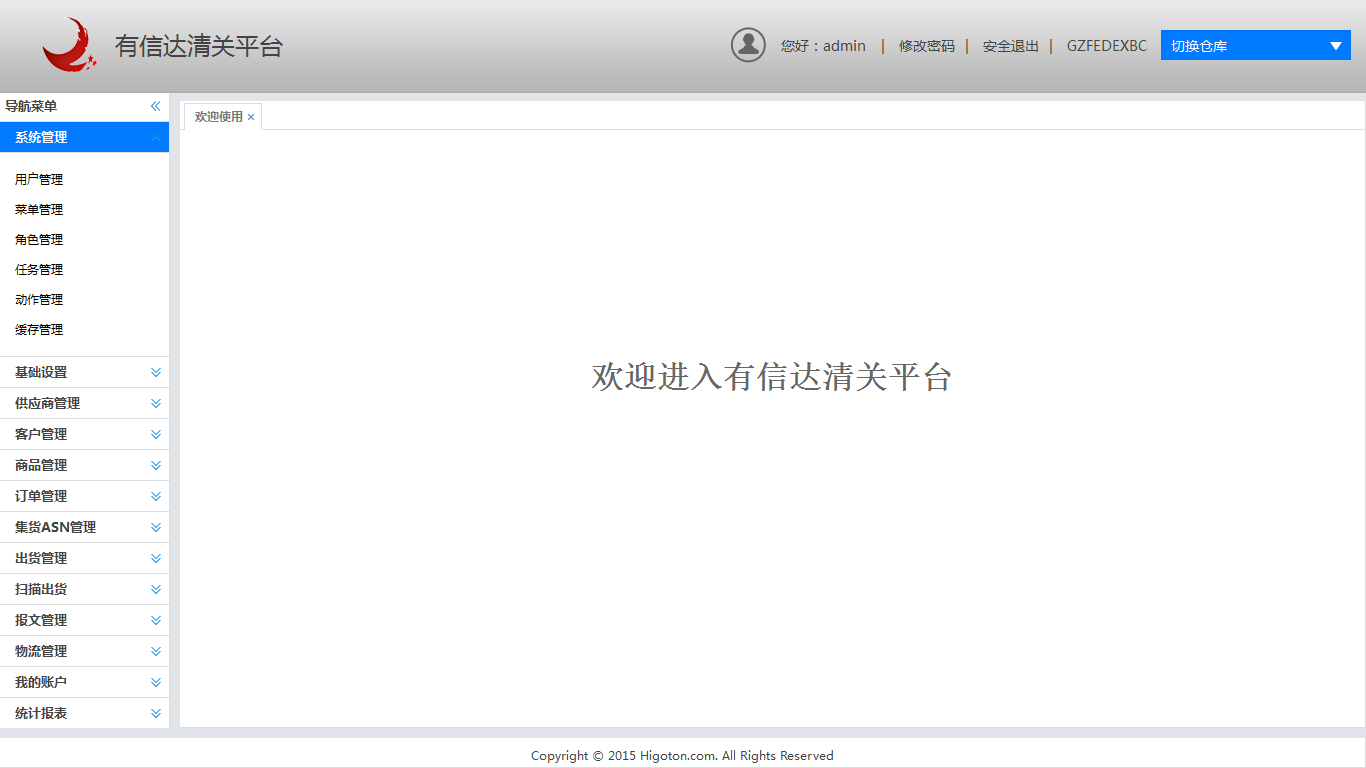 有信达清关平台
您好：admin | 修改密码 | 安全退出 | GZFEDEXBC 切换仓库
导航菜单
欢迎使用
系统管理
用户管理
菜单管理
角色管理
任务管理
动作管理
缓存管理
欢迎进入有信达清关平台
基础设置
供应商管理
客户管理
商品管理
订单管理
集货ASN管理
出货管理
扫描出货
报文管理
物流管理
我的账户
统计报表
Copyright © 2015 Higoton.com. All Rights Reserved